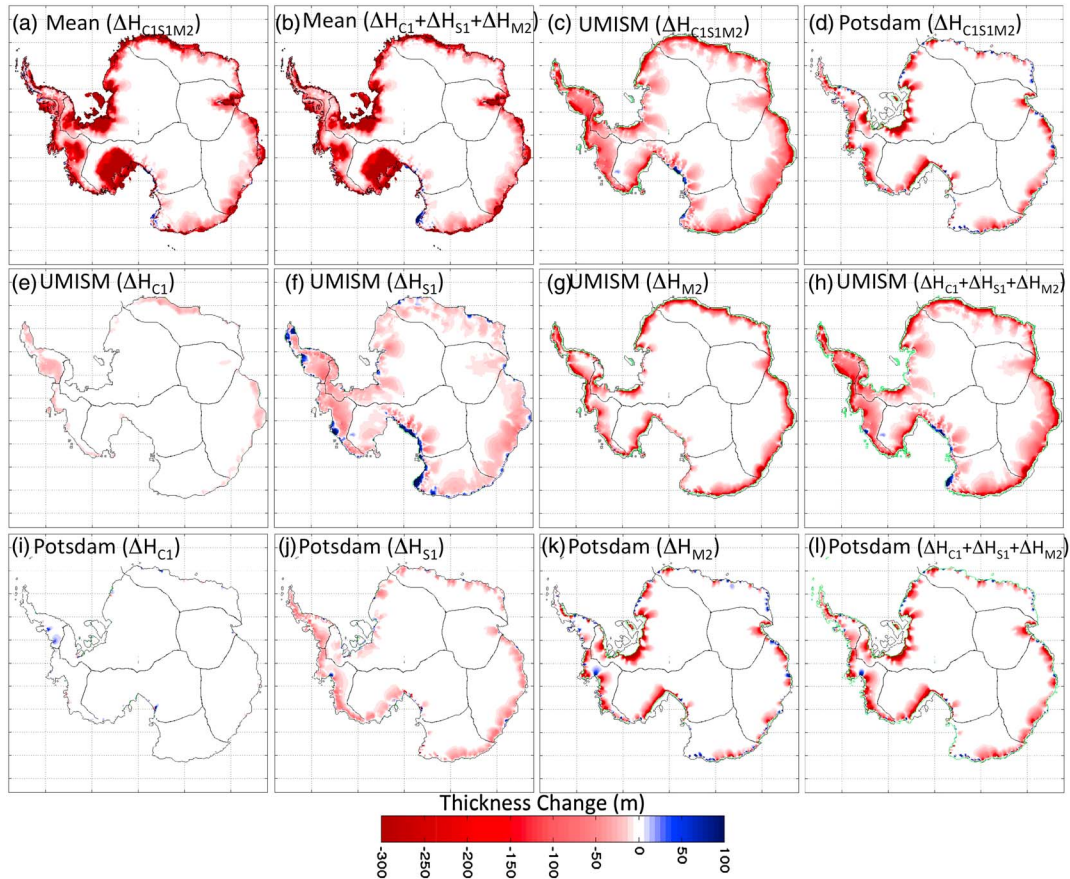 (a) Mean (ΔH_C1S1M2)
(b) Mean (ΔH_C1+ΔH_S1+ΔH_M2)
(c) UMISM (ΔH_C1S1M2)
(d) Potsdam (ΔH_C1S1M2)
(e) UMISM (ΔH_C1)
(f) UMISM (ΔH_S1)
(g) UMISM (ΔH_M2)
(h) UMISM (ΔH_C1+ΔH_S1+ΔH_M2)
(i) Potsdam (ΔH_C1)
(j) Potsdam (ΔH_S1)
(k) Potsdam (ΔH_M2)
(l) Potsdam (ΔH_C1+ΔH_S1+ΔH_M2)
Thickness Change (m)
-300 -250 -200 -150 -100 -50 0 50 100